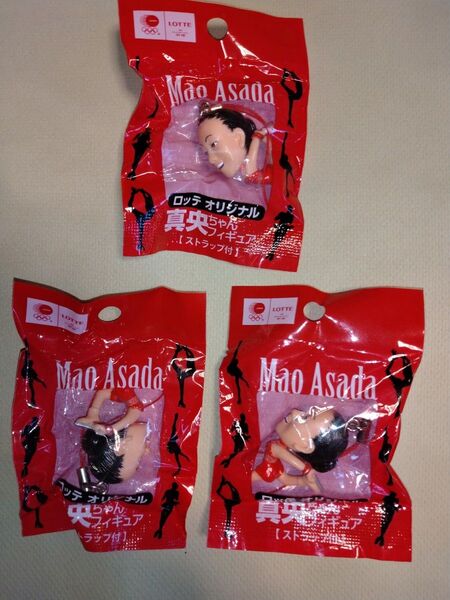 LOTTE
Mao Asada
ロッテ オリジナル
真央ちゃん
フィギュア
【ストラップ付】
LOTTE
Mao Asada
ロッテ オリジナル
央ちゃん
フィギュア
ラップ付】
LOTTE
Mao Asada
真央ちゃん
フィギュア
【ストラップ付】